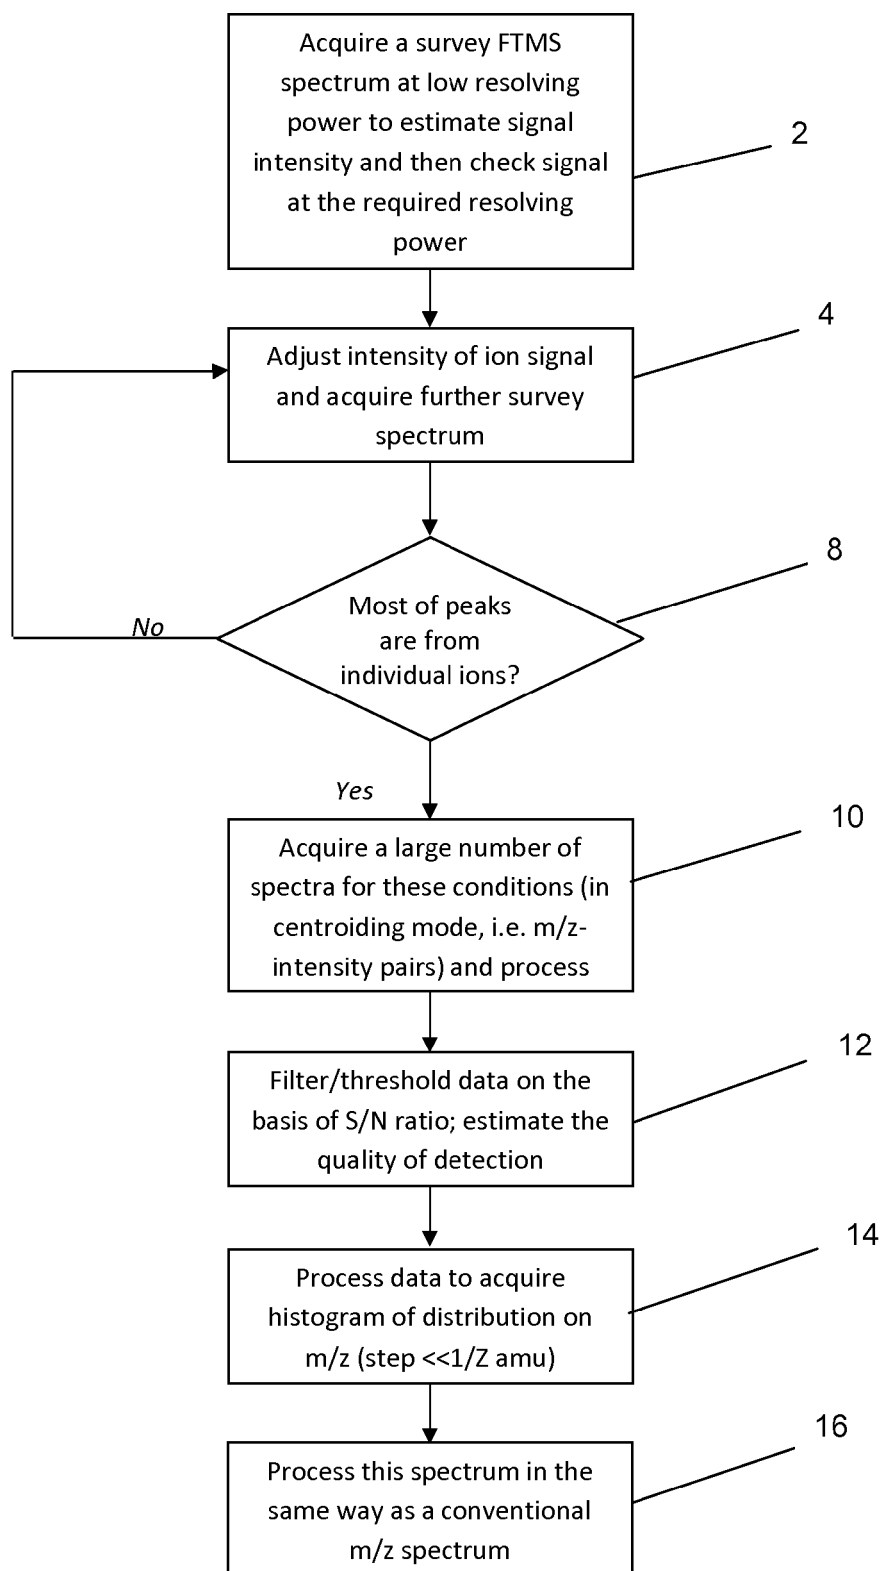 Acquire a survey FTMS
spectrum at low resolving
power to estimate signal
intensity and then check signal
at the required resolving
power
2
Adjust intensity of ion signal
and acquire further survey
spectrum
4
Most of peaks
are from
individual ions?
8
No
Yes
Acquire a large number of
spectra for these conditions (in
centroiding mode, i.e. m/z-
intensity pairs) and process
10
Filter/threshold data on the
basis of S/N ratio; estimate the
quality of detection
12
Process data to acquire
histogram of distribution on
m/z (step <<1/Z amu)
14
Process this spectrum in the
same way as a conventional
m/z spectrum
16